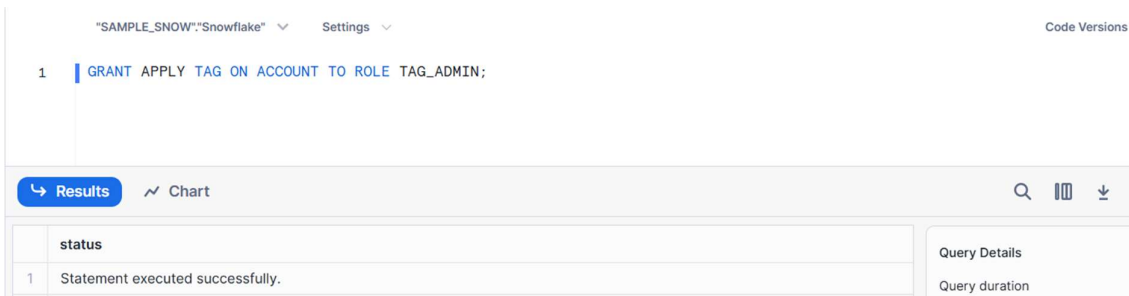 "SAMPLE_SNOW"."Snowflake" Settings Code Versions
1 GRANT APPLY TAG ON ACCOUNT TO ROLE TAG_ADMIN;
Results Chart
status
Query Details
1 Statement executed successfully.
Query duration